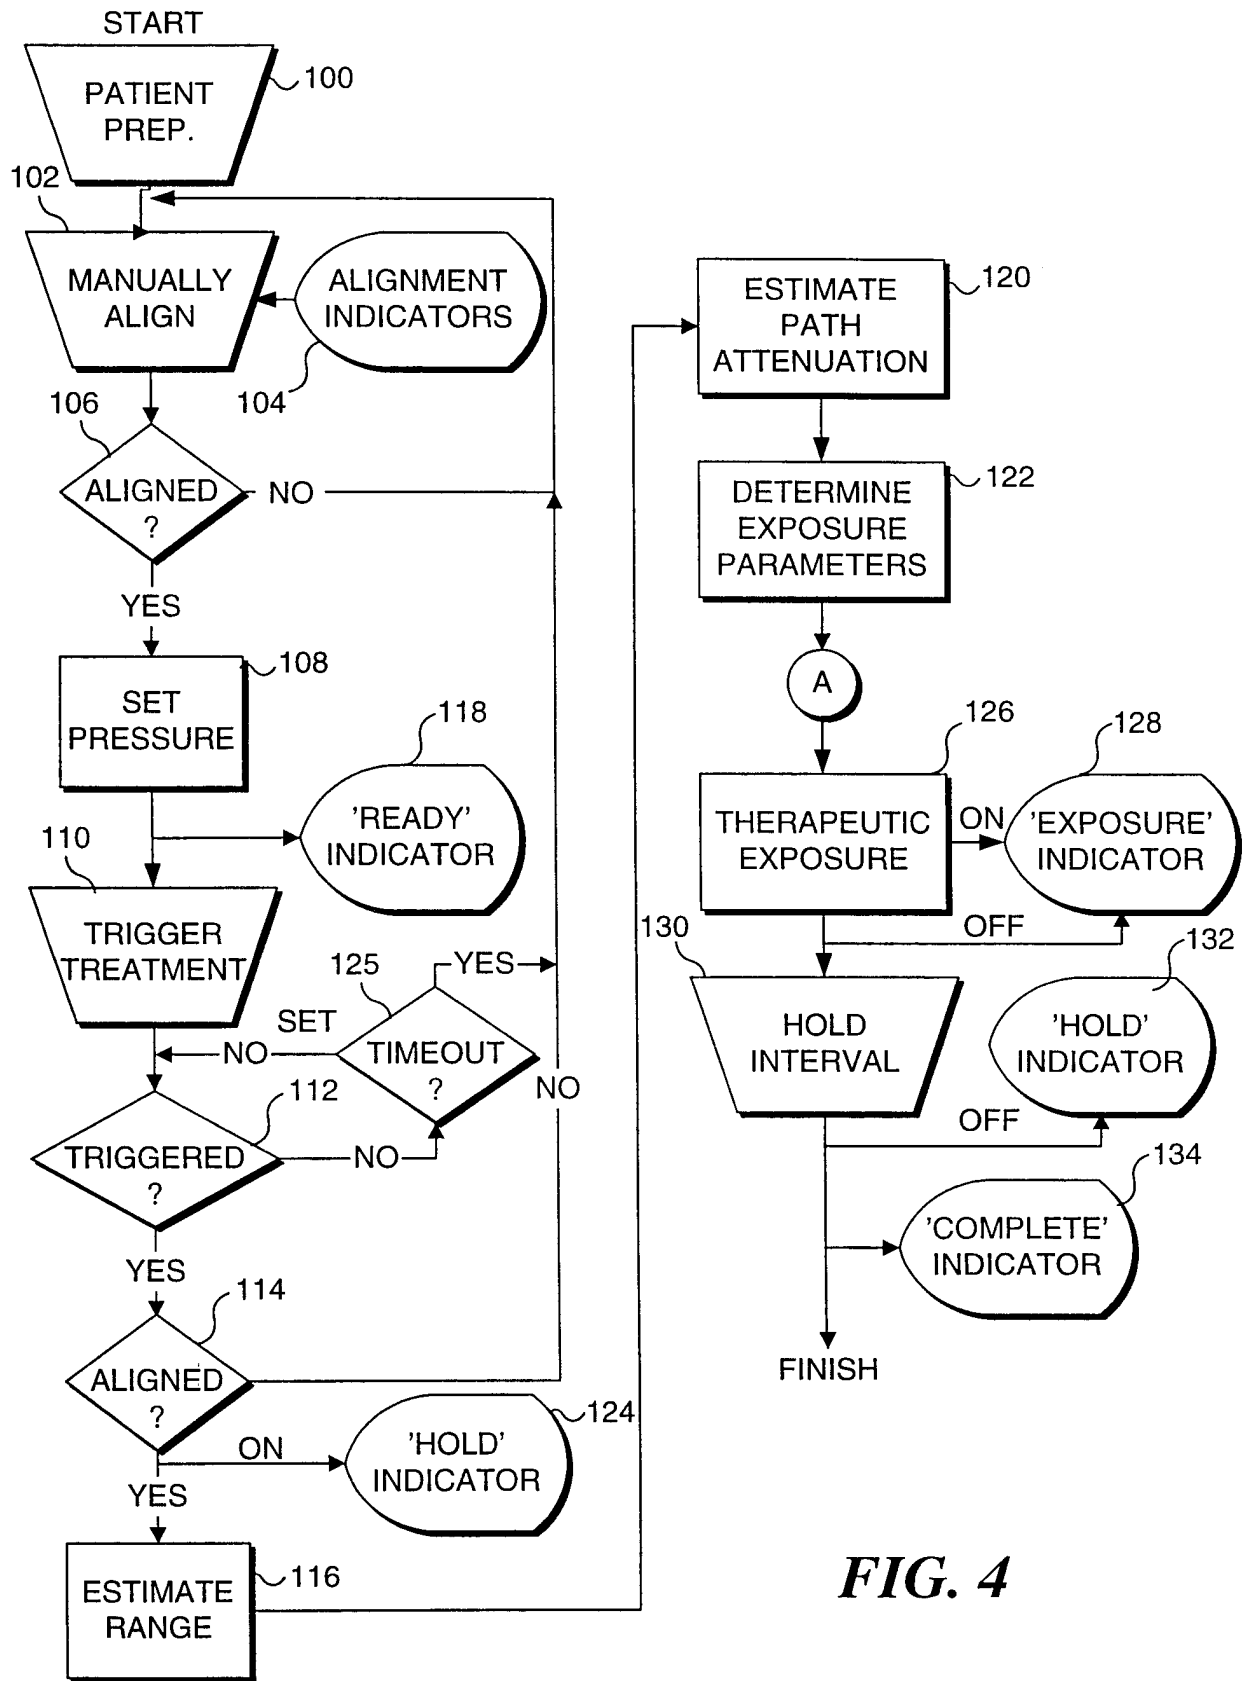 START
PATIENT
PREP.
100
102
MANUALLY
ALIGN
ALIGNMENT
INDICATORS
104
106
ALIGNED
?
NO
YES
108
SET
PRESSURE
118
'READY'
INDICATOR
110
TRIGGER
TREATMENT
125
YES
SET
NO
TIMEOUT
?
NO
112
TRIGGERED
?
NO
YES
114
ALIGNED
?
ON
'HOLD'
INDICATOR
124
YES
ESTIMATE
RANGE
116
ESTIMATE
PATH
ATTENUATION
120
DETERMINE
EXPOSURE
PARAMETERS
122
A
126
THERAPEUTIC
EXPOSURE
ON
128
'EXPOSURE'
INDICATOR
OFF
130
HOLD
INTERVAL
132
'HOLD'
INDICATOR
OFF
134
'COMPLETE'
INDICATOR
FINISH
FIG. 4